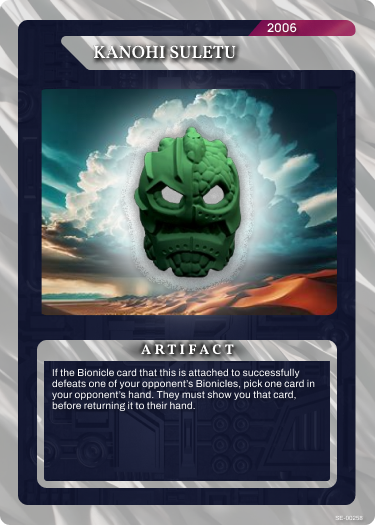 2006
KANOHI SULETU
ARTIFACT
If the Bionicle card that this is attached to successfully
defeats one of your opponent's Bionicles, pick one card in
your opponent's hand. They must show you that card,
before returning it to their hand.
SE-00258